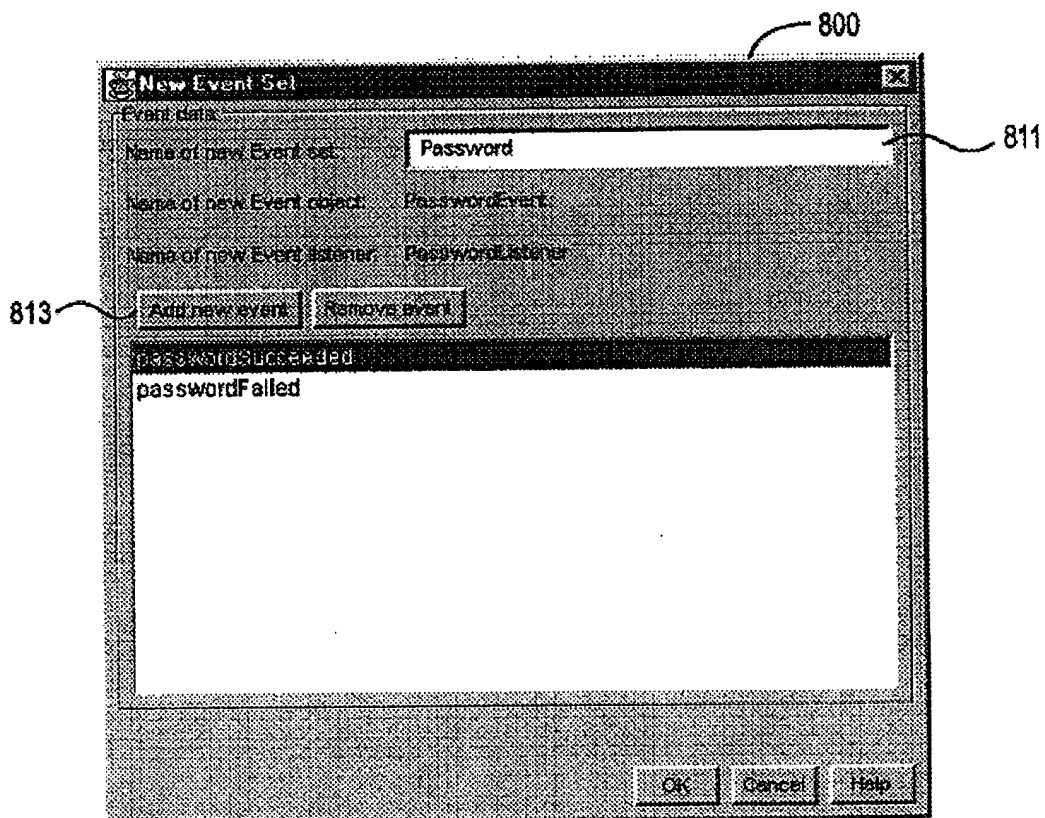 800
New Event Set
Event data
Name of new Event set: Password
811
Name of new Event object: PasswordEvent
Name of new Event listener: PasswordListener
813
Add new event Remove event
passwordSucceeded
passwordFailed
OK Cancel Help